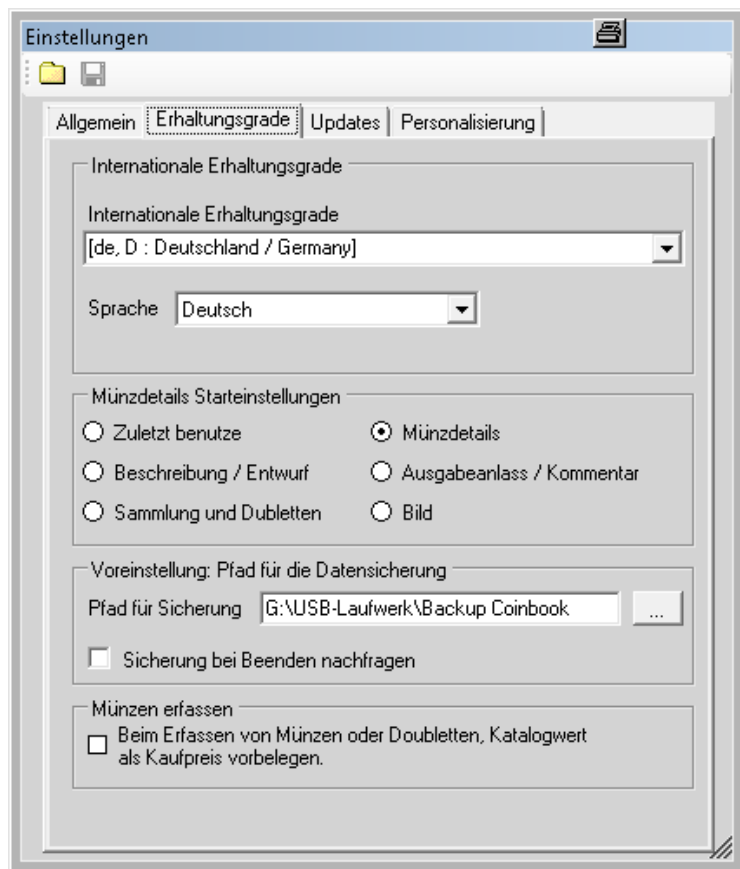 Einstellungen
Allgemein Erhaltungsgrade Updates Personalisierung
Internationale Erhaltungsgrade
Internationale Erhaltungsgrade
[de, D : Deutschland / Germany]
Sprache Deutsch
Münzdetails Starteinstellungen
Zuletzt benutze Münzdetails
Beschreibung / Entwurf Ausgabeanlass / Kommentar
Sammlung und Dubletten Bild
Voreinstellung: Pfad für die Datensicherung
Pfad für Sicherung G:\USB-Laufwerk\Backup Coinbook ...
Sicherung bei Beenden nachfragen
Münzen erfassen
Beim Erfassen von Münzen oder Doubletten, Katalogwert
als Kaufpreis vorbelegen.